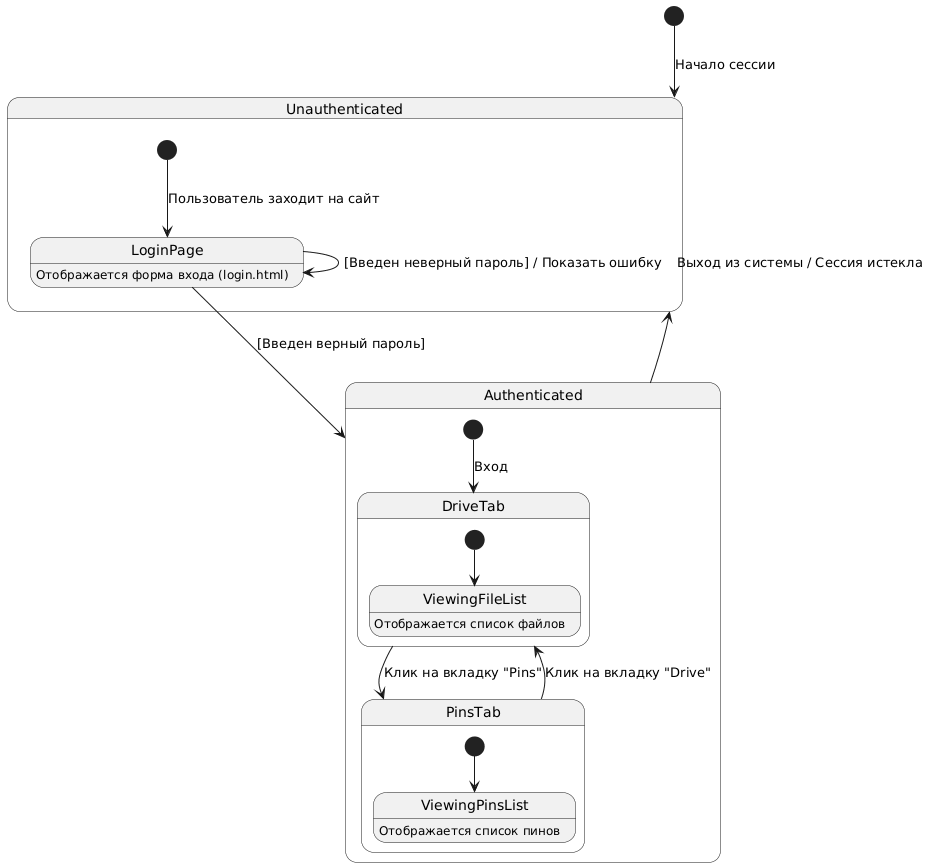 Начало сессии
Unauthenticated
Пользователь заходит на сайт
LoginPage
Отображается форма входа (login.html)
[Введен неверный пароль] / Показать ошибку
Выход из системы / Сессия истекла
[Введен верный пароль]
Authenticated
Вход
DriveTab
ViewingFileList
Отображается список файлов
Клик на вкладку "Pins"
Клик на вкладку "Drive"
PinsTab
ViewingPinsList
Отображается список пинов